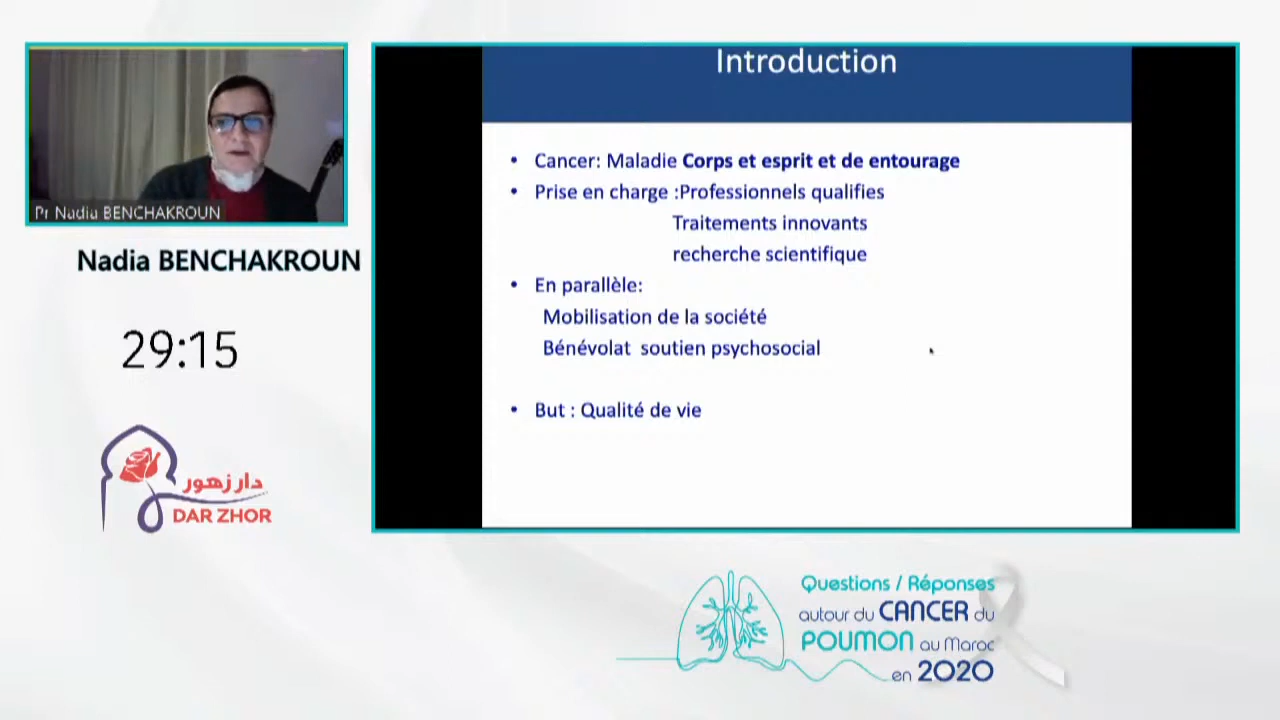 Pr Nadia BENCHAKROUN
Nadia BENCHAKROUN
29:15
دار زهور
DAR ZHOR
Introduction
• Cancer: Maladie Corps et esprit et de entourage
• Prise en charge :Professionnels qualifies
Traitements innovants
recherche scientifique
• En parallèle:
Mobilisation de la société
Bénévolat soutien psychosocial
• But : Qualité de vie
Questions / Réponses
autour du CANCER du
POUMON au Maroc
en 2020